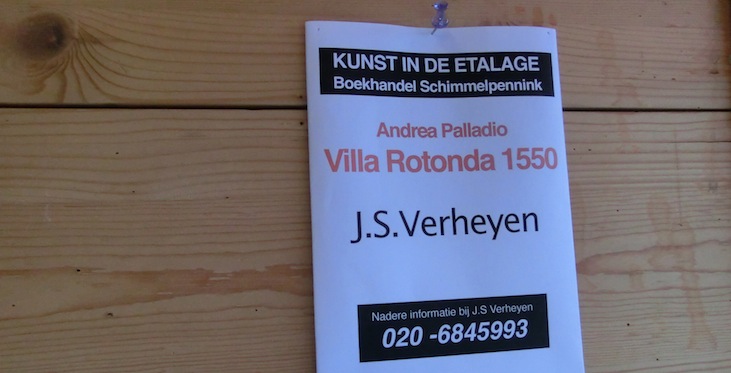 KUNST IN DE ETALAGE
Boekhandel Schimmelpennink
Andrea Palladio
Villa Rotonda 1550
J.S.Verheyen
Nadere informatie bij J.S Verheyen
020 -6845993